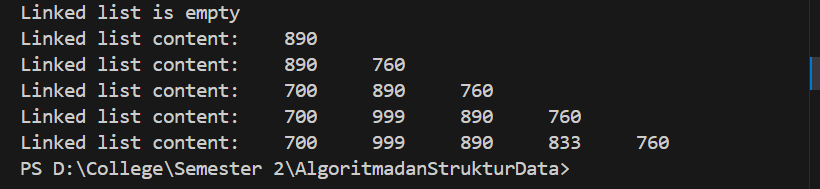 Linked list is empty
Linked list content:    890
Linked list content:    890     760
Linked list content:    700     890     760
Linked list content:    700     999     890     760
Linked list content:    700     999     890     833     760
PS D:\College\Semester 2\AlgoritmadanStrukturData>